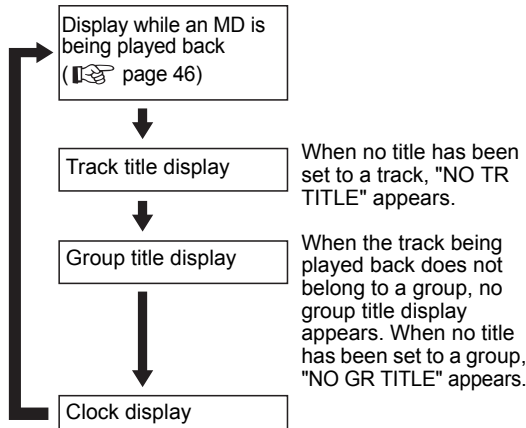 Display while an MD is
being played back
( page 46)
Track title display
When no title has been
set to a track, "NO TR
TITLE" appears.
Group title display
When the track being
played back does not
belong to a group, no
group title display
appears. When no title
has been set to a group,
"NO GR TITLE" appears.
Clock display